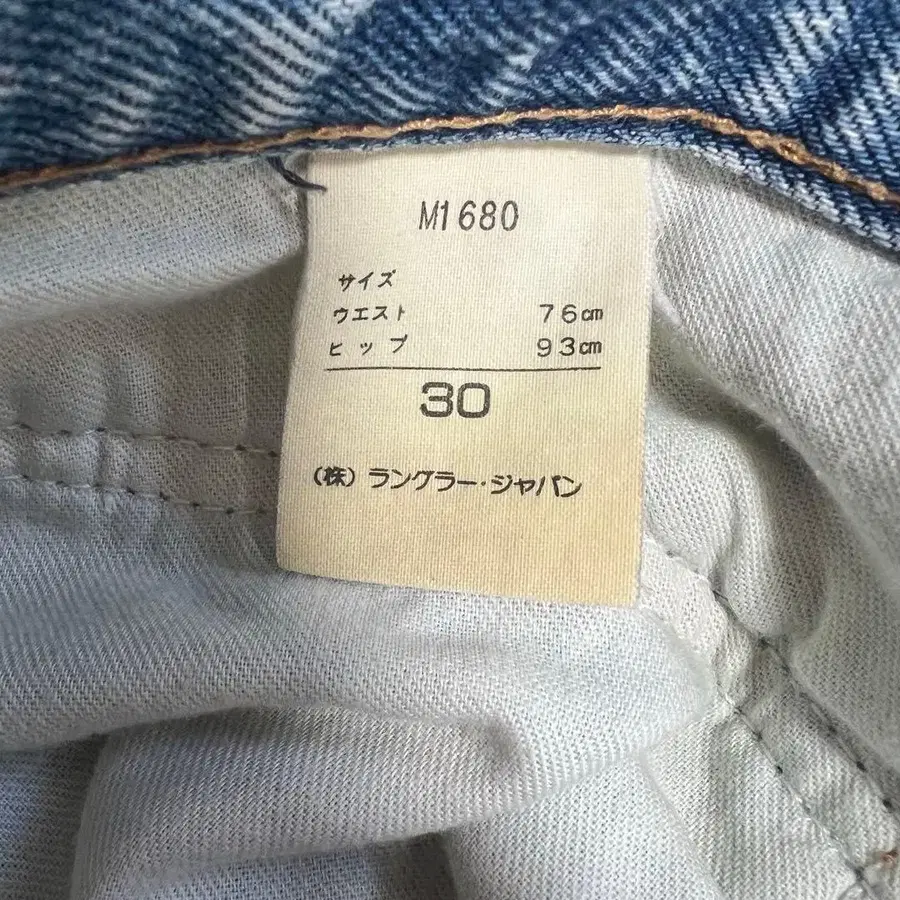 M1680
サイズ
ウエスト 76cm
ヒップ 93cm
30
(株)ラングラー・ジャパン